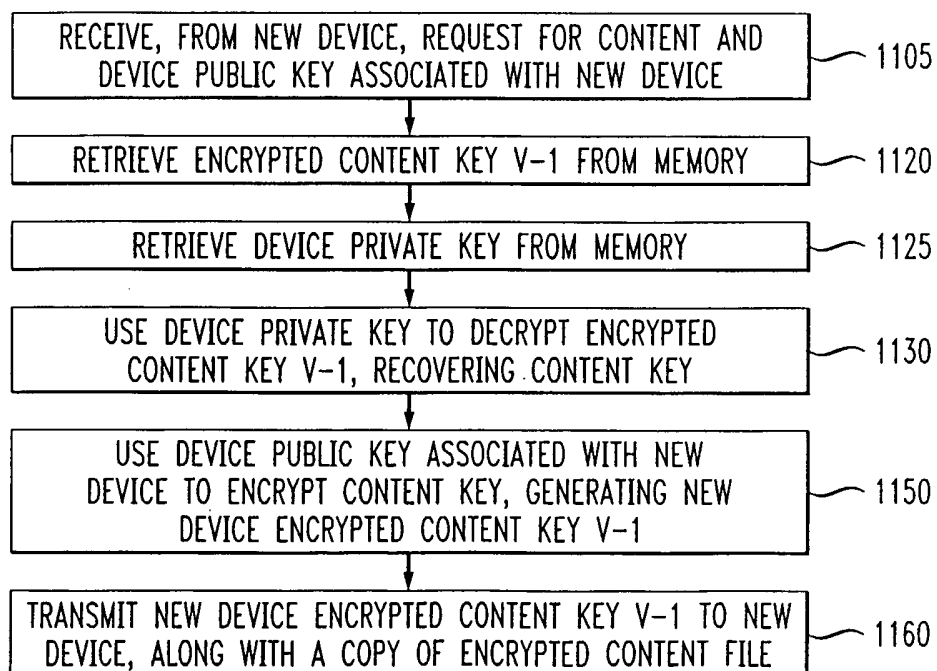 RECEIVE, FROM NEW DEVICE, REQUEST FOR CONTENT AND
DEVICE PUBLIC KEY ASSOCIATED WITH NEW DEVICE
1105
RETRIEVE ENCRYPTED CONTENT KEY V-1 FROM MEMORY
1120
RETRIEVE DEVICE PRIVATE KEY FROM MEMORY
1125
USE DEVICE PRIVATE KEY TO DECRYPT ENCRYPTED
CONTENT KEY V-1, RECOVERING CONTENT KEY
1130
USE DEVICE PUBLIC KEY ASSOCIATED WITH NEW
DEVICE TO ENCRYPT CONTENT KEY, GENERATING NEW
DEVICE ENCRYPTED CONTENT KEY V-1
1150
TRANSMIT NEW DEVICE ENCRYPTED CONTENT KEY V-1 TO NEW
DEVICE, ALONG WITH A COPY OF ENCRYPTED CONTENT FILE
1160